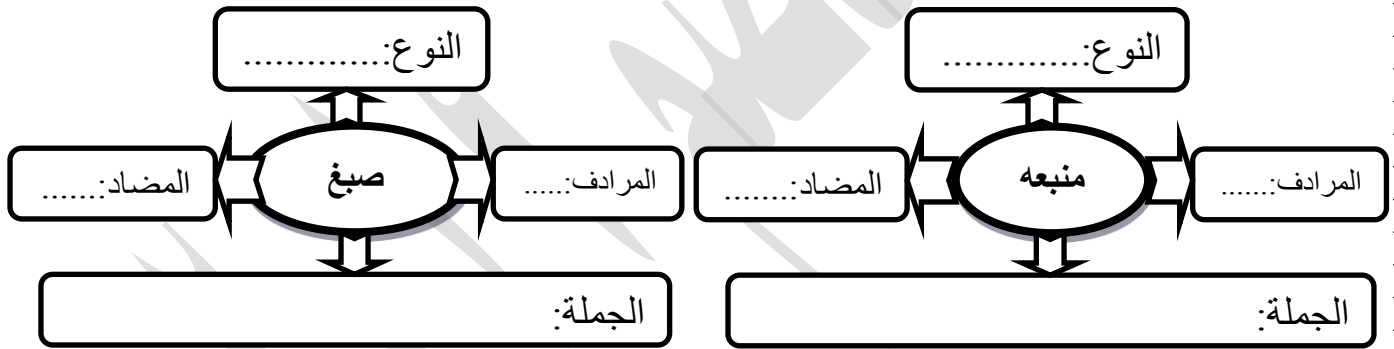 النوع:.............
المرادف:......
منبعه
المضاد:........
الجملة:
النوع:.............
المرادف:.....
صبغ
المضاد:.......
الجملة: